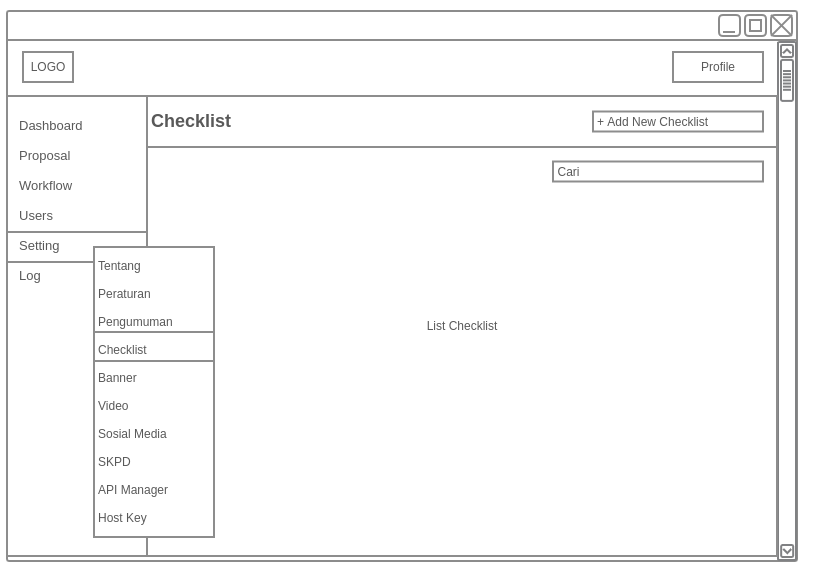 LOGO
Profile
Dashboard
Proposal
Workflow
Users
Setting
Log
Tentang
Peraturan
Pengumuman
Checklist
Banner
Video
Sosial Media
SKPD
API Manager
Host Key
Checklist
+ Add New Checklist
Cari
List Checklist